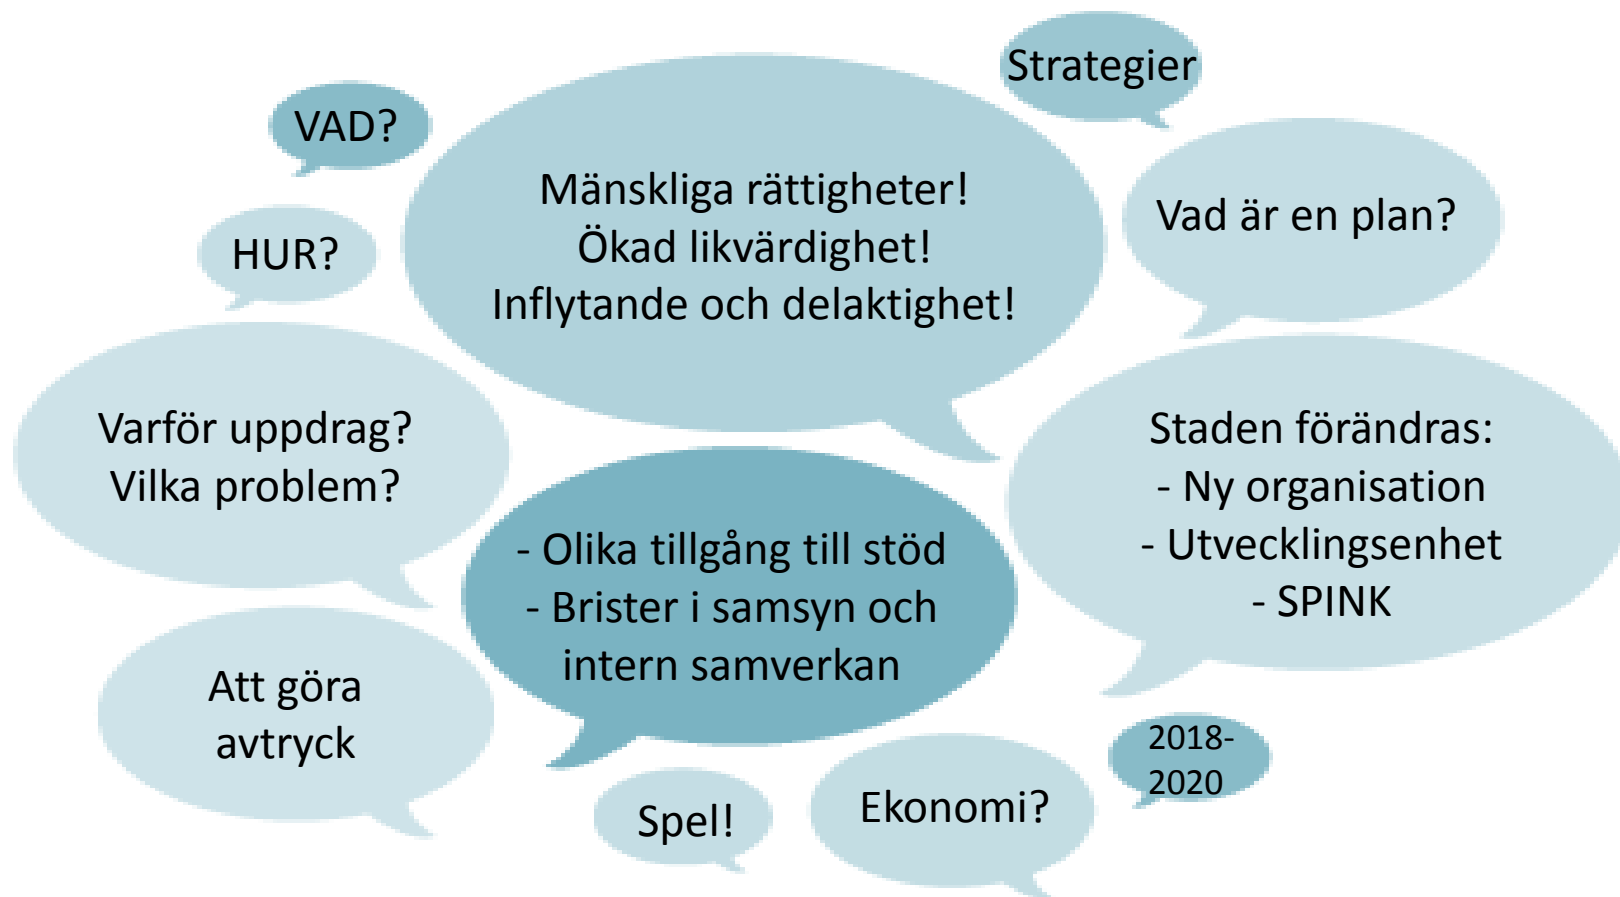 Strategier
VAD?
Mänskliga rättigheter!
Ökad likvärdighet!
Inflytande och delaktighet!
Vad är en plan?
HUR?
Varför uppdrag?
Vilka problem?
Staden förändras:
- Ny organisation
- Utvecklingsenhet
- SPINK
- Olika tillgång till stöd
- Brister i samsyn och
intern samverkan
Att göra
avtryck
2018-
2020
Spel!
Ekonomi?